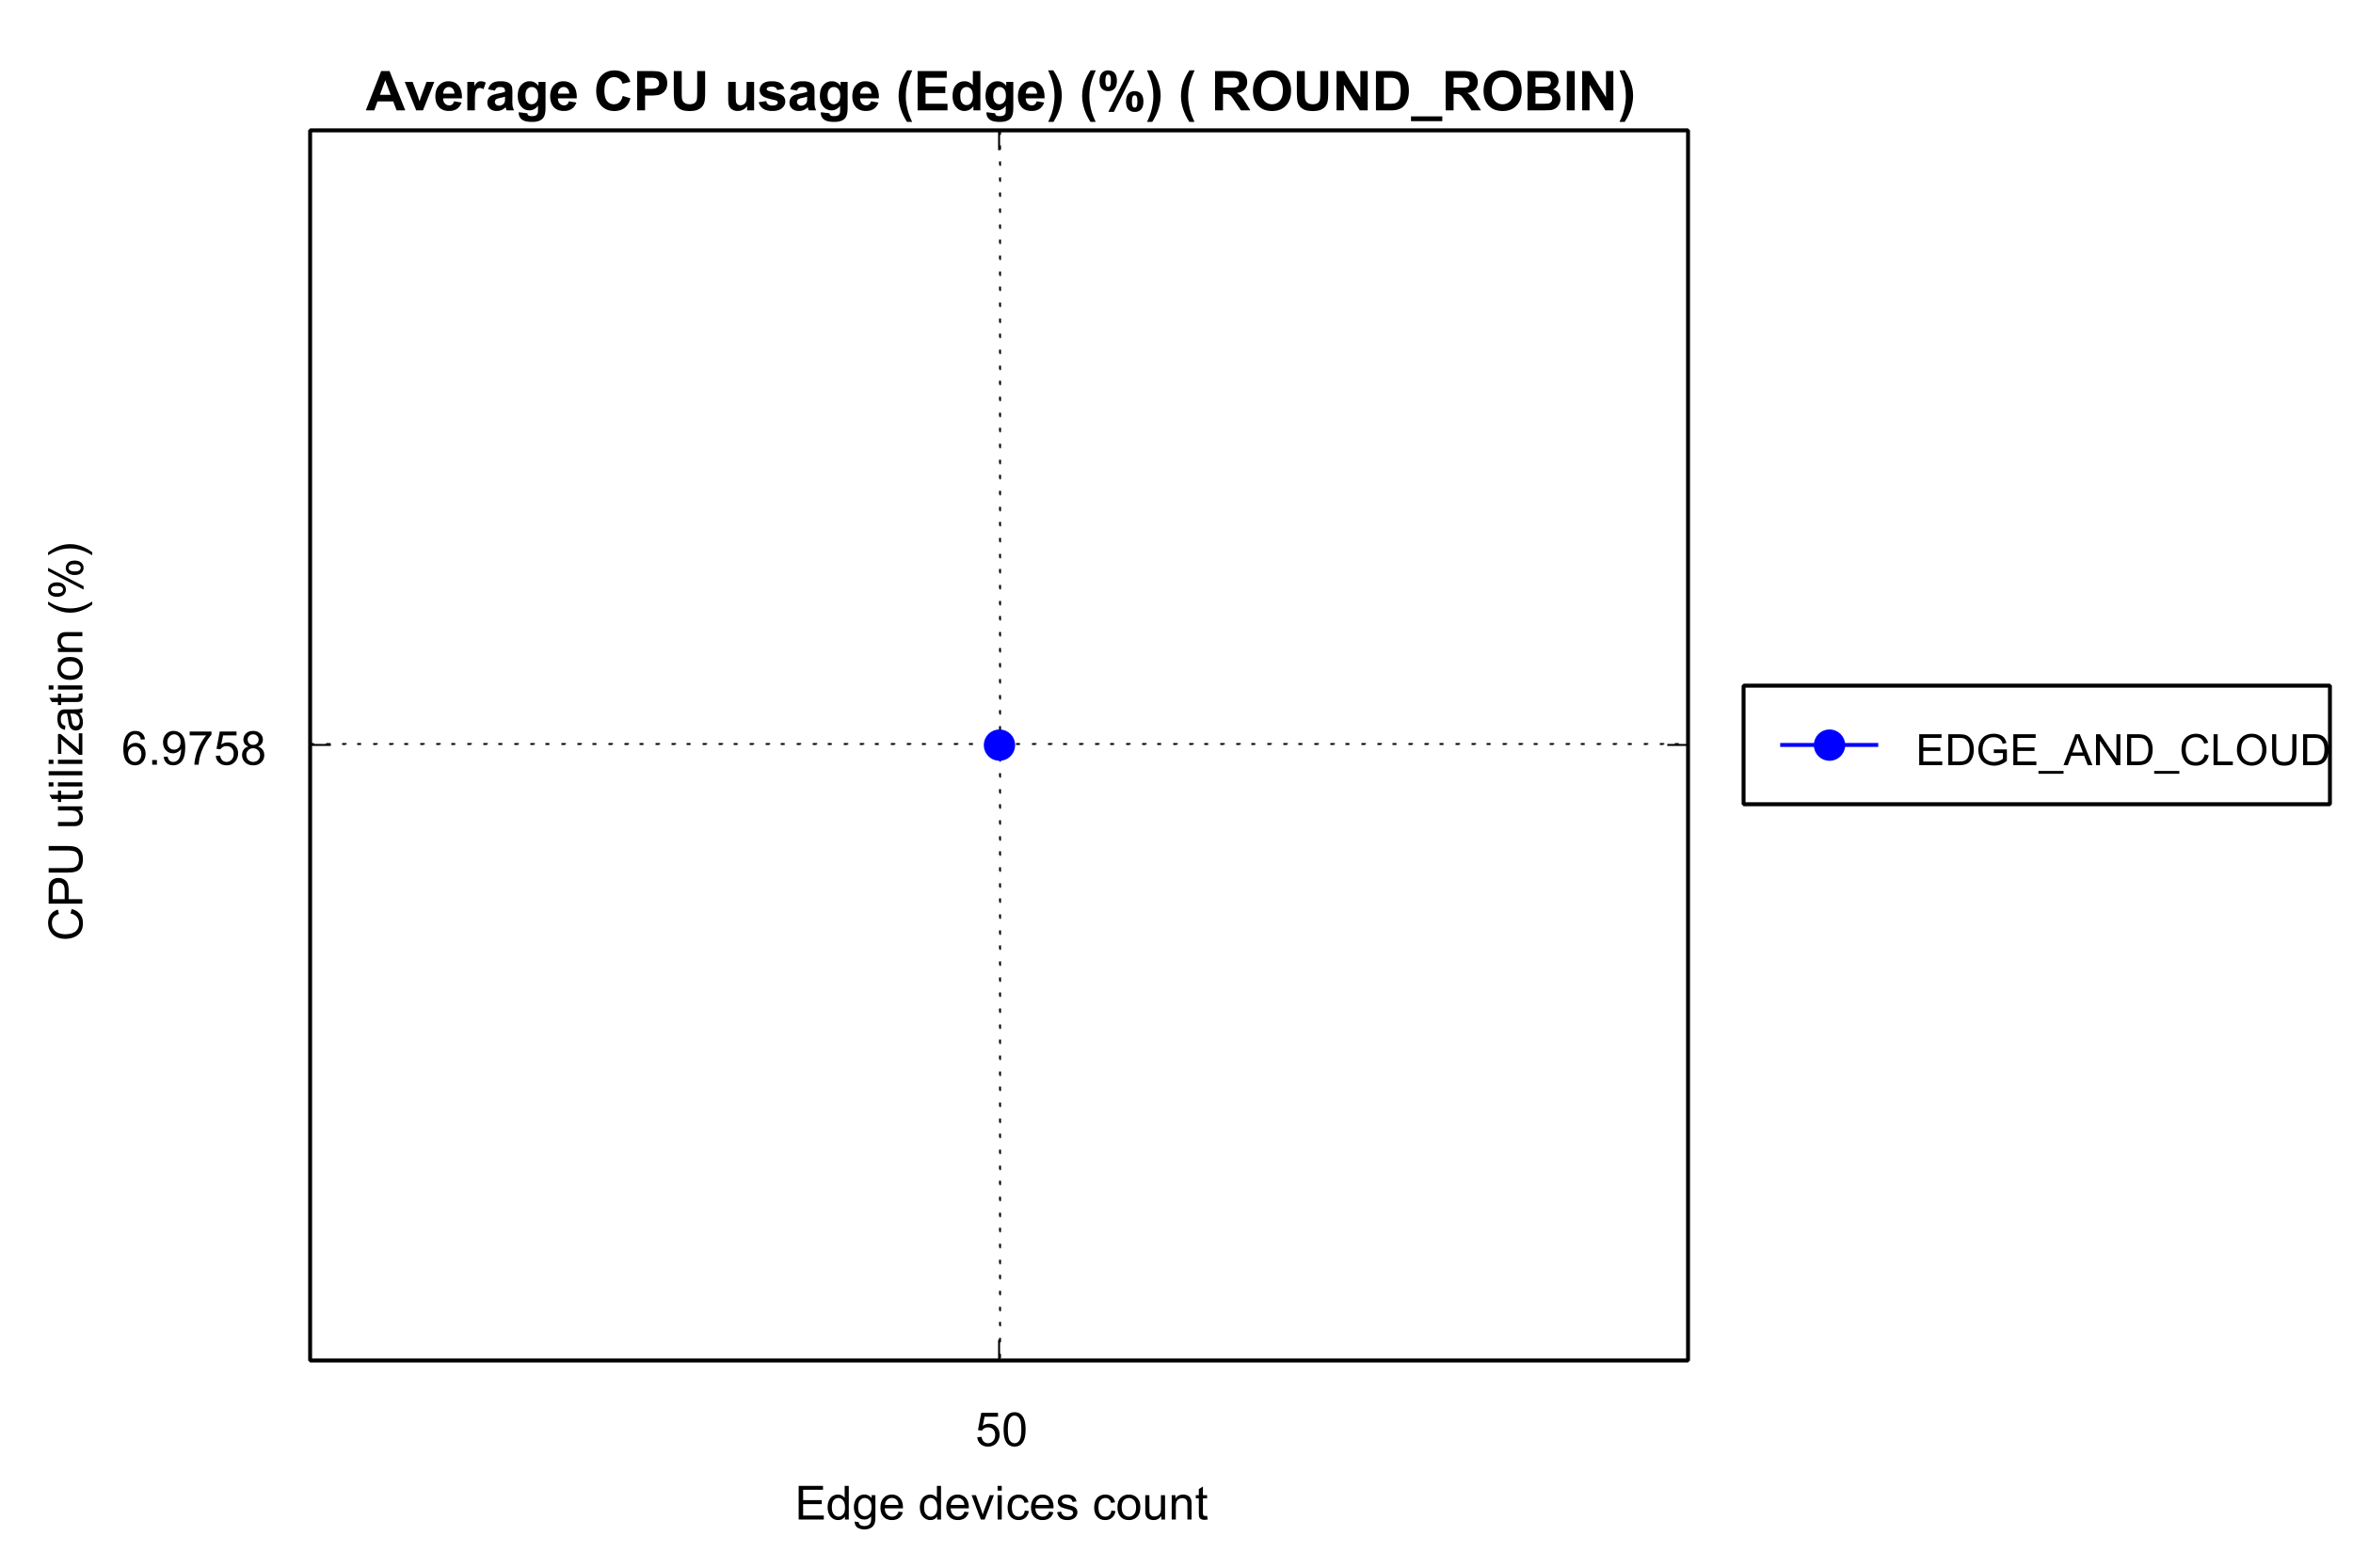 Average CPU usage (Edge) (%) ( ROUND_ROBIN)
CPU utilization (%)
6.9758
EDGE_AND_CLOUD
50
Edge devices count